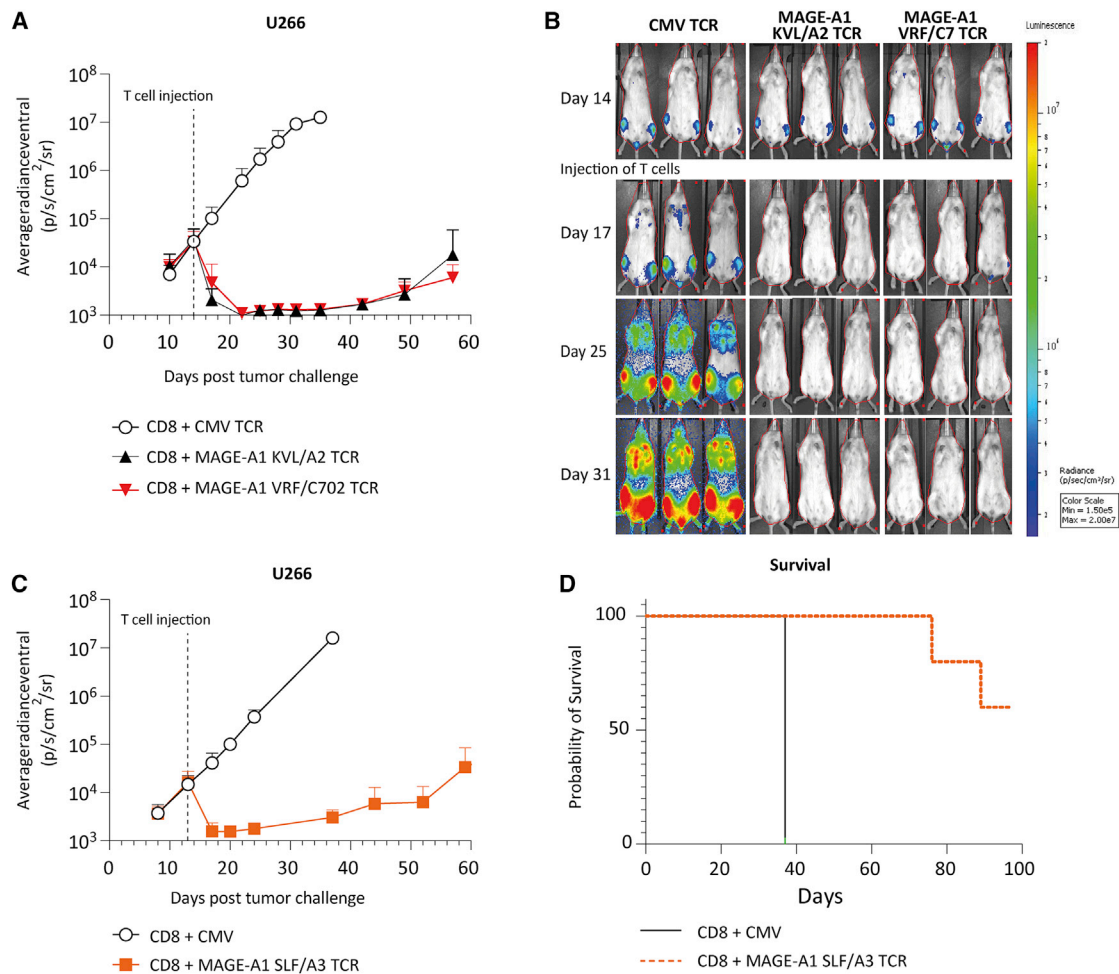 A
U266
T cell injection
10⁸
10⁷
10⁶
10⁵
10⁴
10³
Averageradianceventral
(p/s/cm²/sr)
0 10 20 30 40 50 60
Days post tumor challenge
CD8 + CMV TCR
CD8 + MAGE-A1 KVL/A2 TCR
CD8 + MAGE-A1 VRF/C702 TCR
B
CMV TCR
MAGE-A1
KVL/A2 TCR
MAGE-A1
VRF/C7 TCR
Day 14
Injection of T cells
Day 17
Day 25
Day 31
Luminescence
10⁷
10⁶
Radiance
(p/sec/cm²/sr)
Color Scale
Min = 1.50e5
Max = 2.00e7
C
U266
T cell injection
10⁸
10⁷
10⁶
10⁵
10⁴
10³
Averageradianceventral
(p/s/cm²/sr)
0 10 20 30 40 50 60
Days post tumor challenge
CD8 + CMV
CD8 + MAGE-A1 SLF/A3 TCR
D
Survival
100
50
0
Probability of Survival
0 20 40 60 80 100
Days
CD8 + CMV
CD8 + MAGE-A1 SLF/A3 TCR